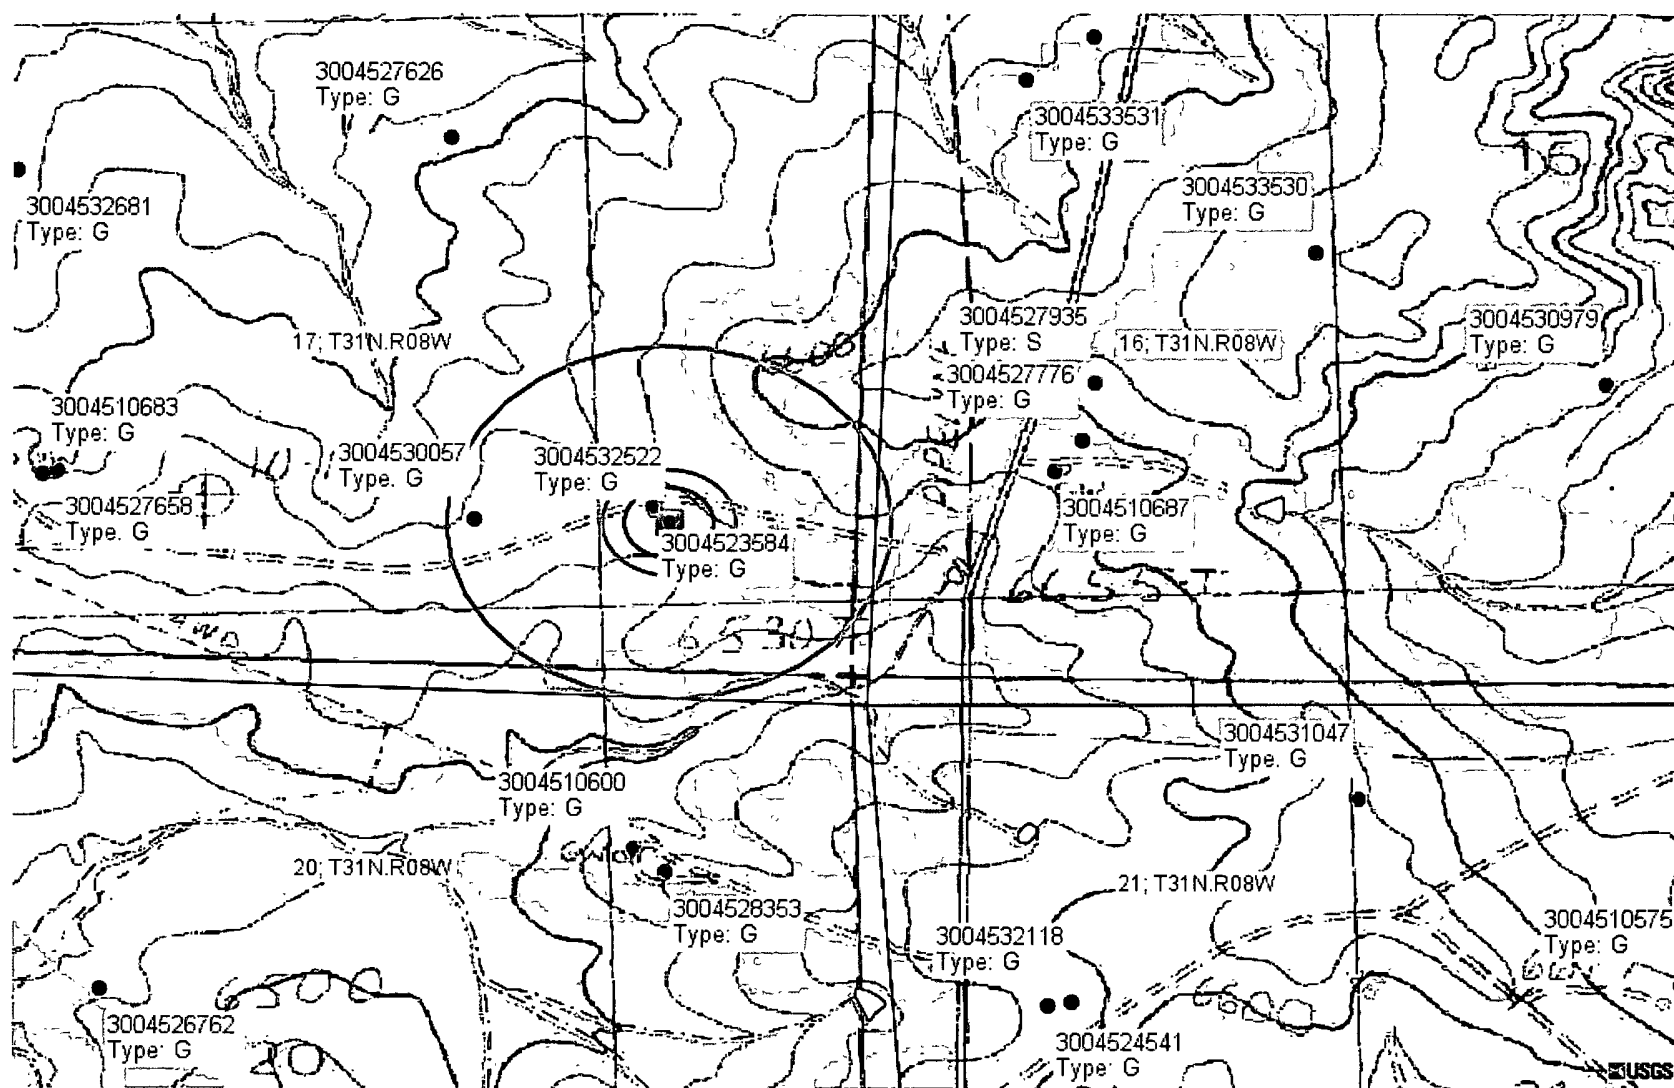 3004527626
Type: G
3004533531
Type: G
15
3004532681
Type: G
3004533530
Type: G
17; T31N.R08W
3004527935
Type: S
16; T31N.R08W
3004530979
Type: G
3004527776
Type: G
3004510683
Type: G
3004530057
Type. G
3004532522
Type: G
3004527658
Type. G
3004510687
Type: G
3004523584
Type: G
6530
3004531047
Type. G
3004510600
Type: G
20; T31N.R08W
21; T31N.R08W
3004528353
Type: G
3004532118
Type: G
3004510575
Type: G
3004526762
Type: G
3004524541
Type: G
USGS